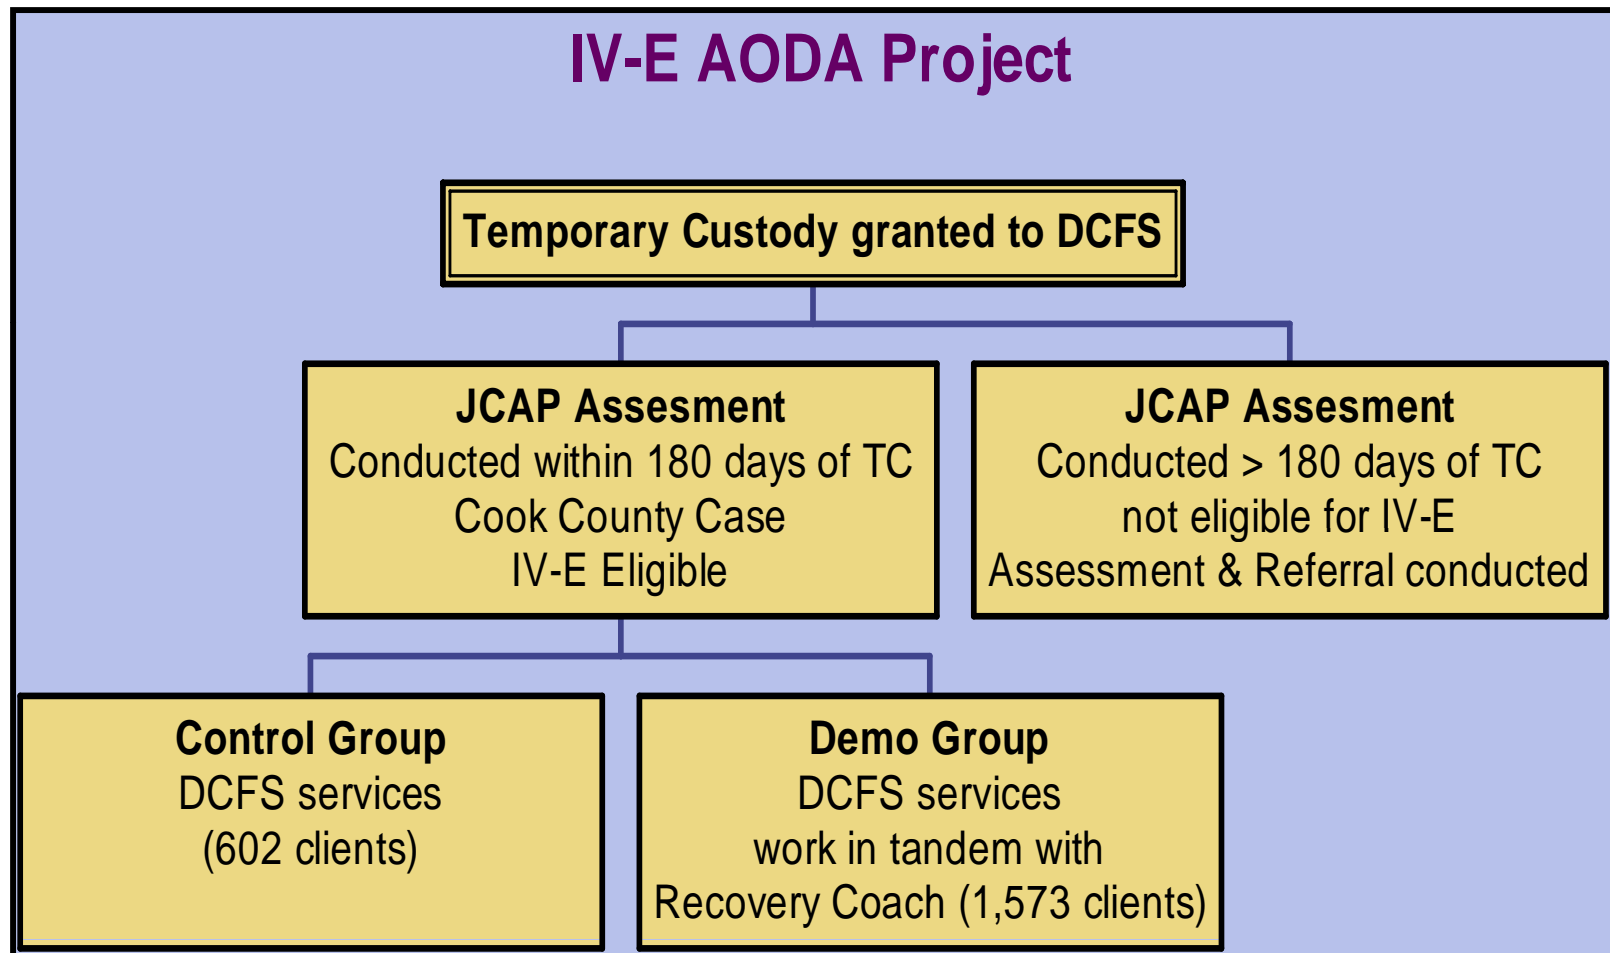 IV-E AODA Project
Temporary Custody granted to DCFS
JCAP Assesment
Conducted within 180 days of TC
Cook County Case
IV-E Eligible
JCAP Assesment
Conducted > 180 days of TC
not eligible for IV-E
Assessment & Referral conducted
Control Group
DCFS services
(602 clients)
Demo Group
DCFS services
work in tandem with
Recovery Coach (1,573 clients)